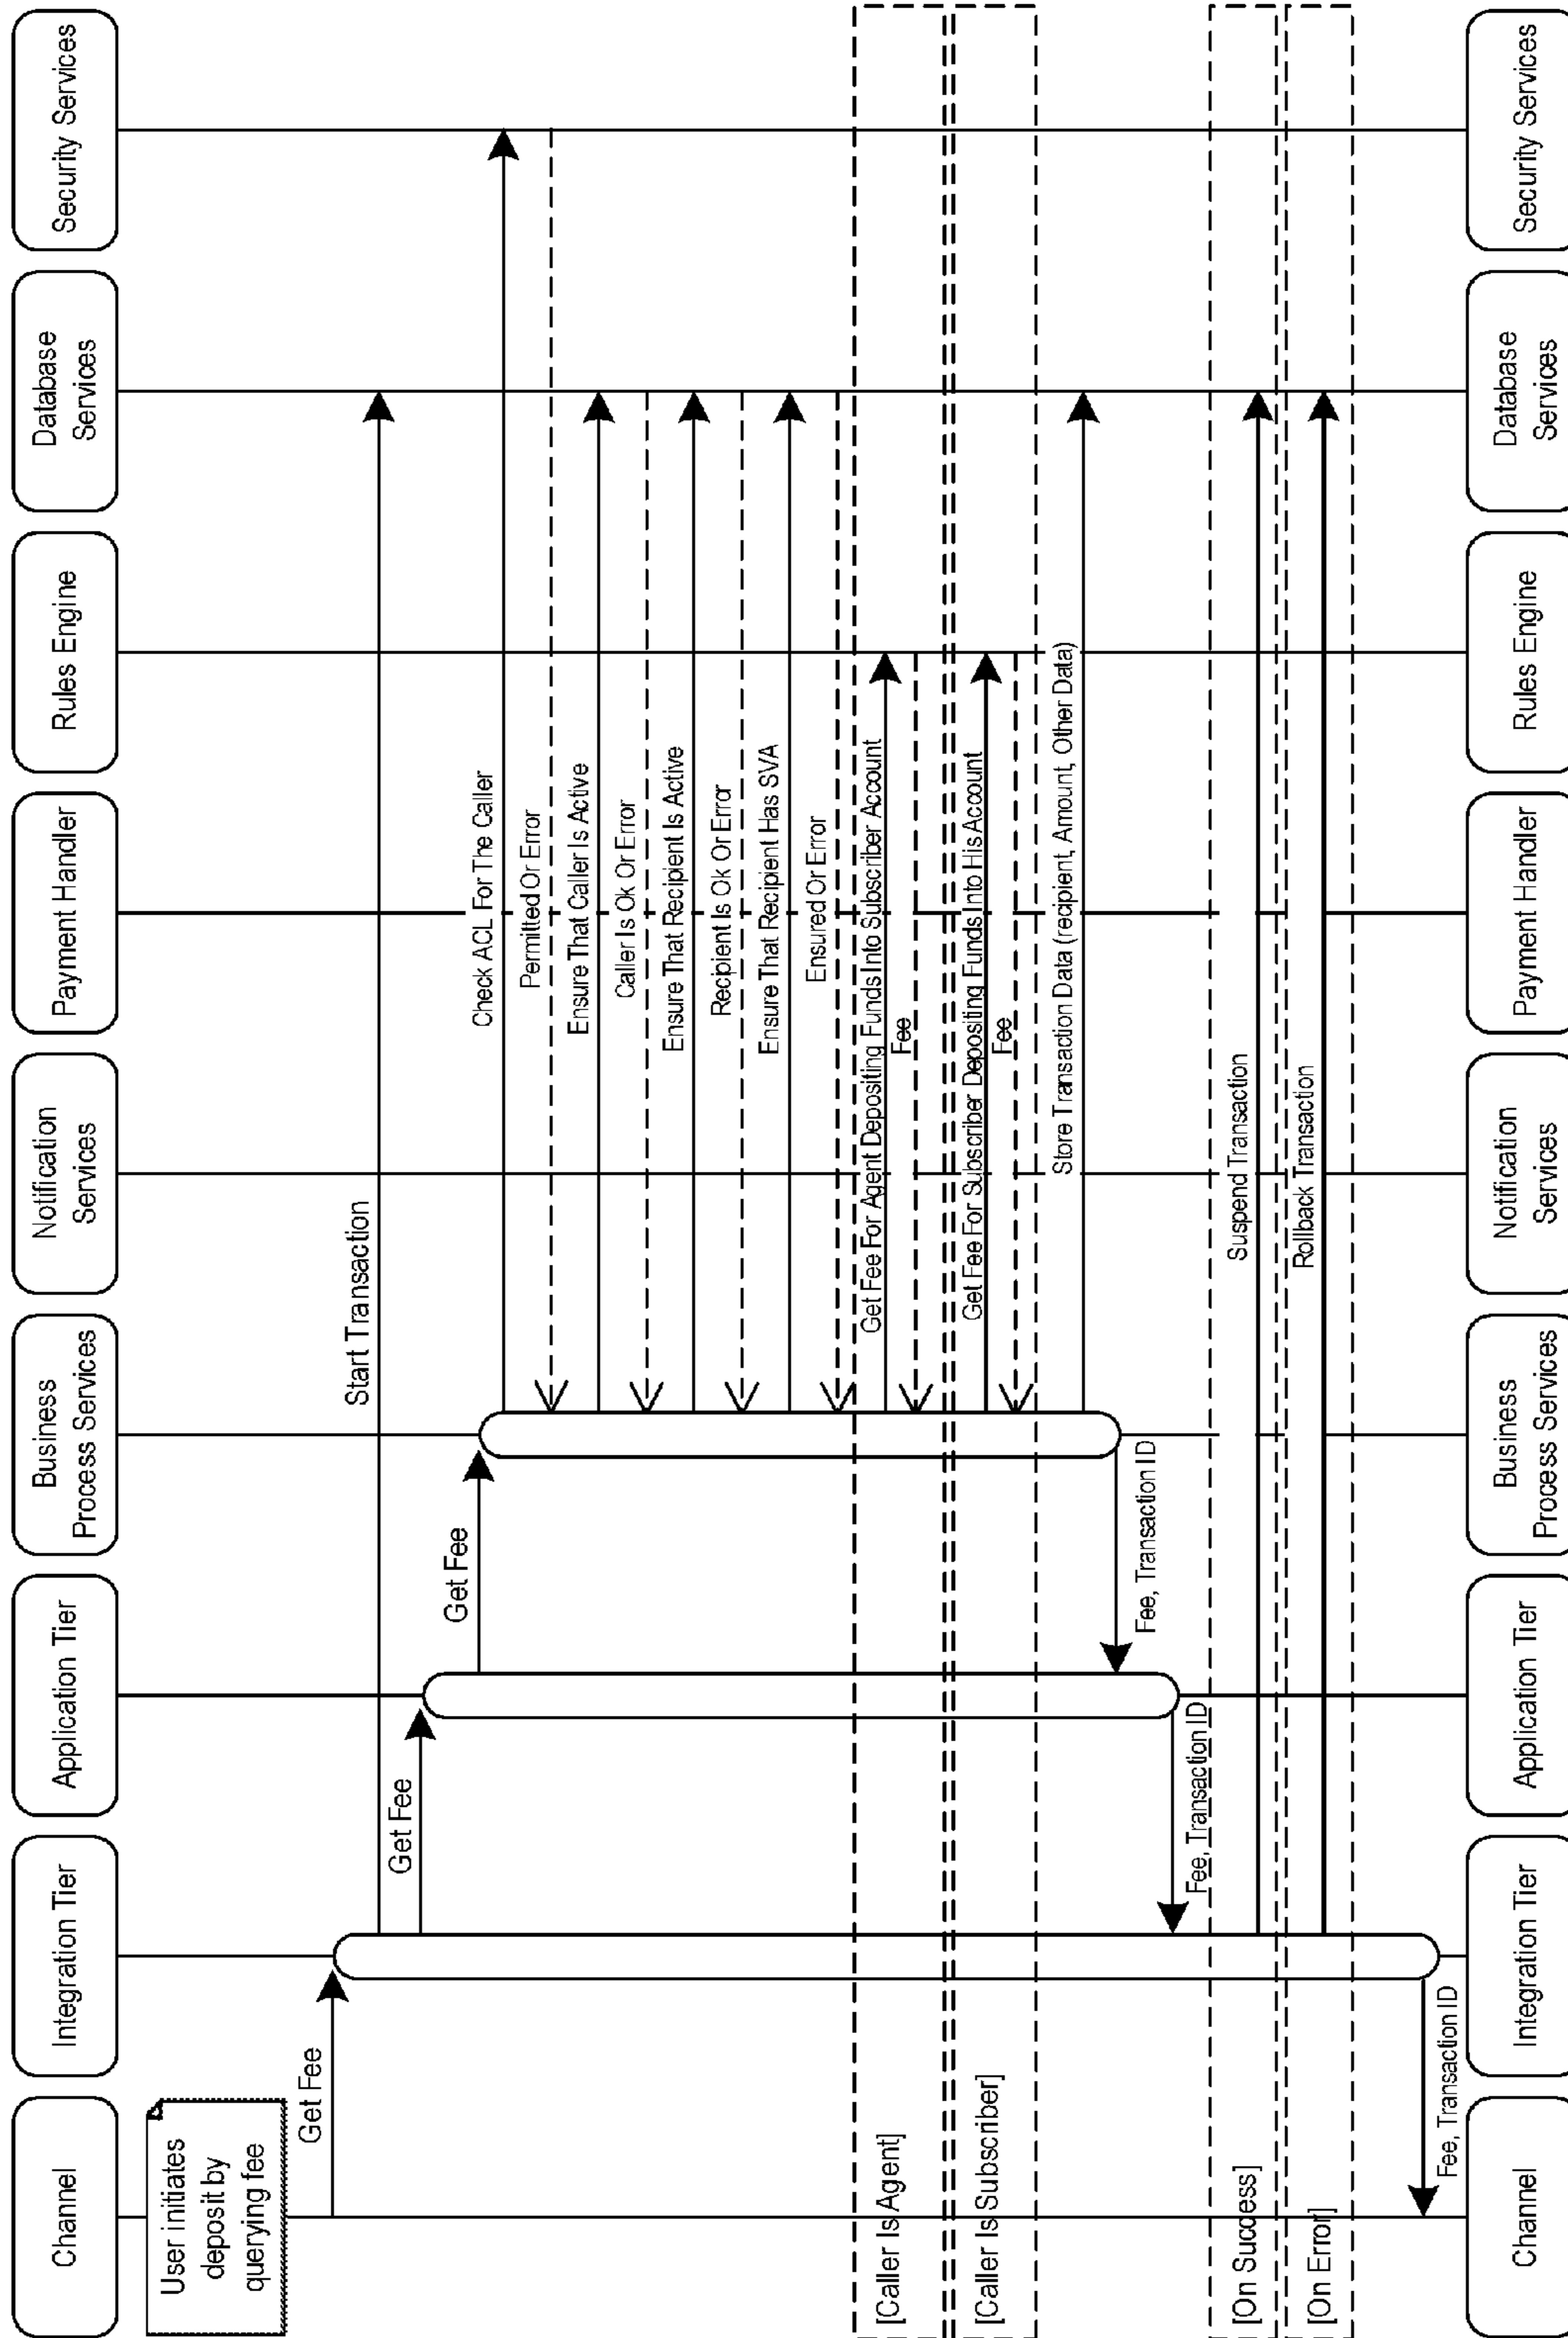 Channel
Integration Tier
Application Tier
Business
Process Services
Notification
Services
Payment Handler
Rules Engine
Database
Services
Security Services
User initiates
deposit by
querying fee
Get Fee
Start Transaction
Get Fee
Get Fee
Check ACL For The Caller
Permitted Or Error
Ensure That Caller Is Active
Caller Is Ok Or Error
Ensure That Recipient Is Active
Recipient Is Ok Or Error
Ensure That Recipient Has SVA
Ensured Or Error
[Caller Is Agent]
Get Fee For Agent Depositing Funds Into Subscriber Account
Fee
[Caller Is Subscriber]
Get Fee For Subscriber Depositing Funds Into His Account
Fee
Store Transaction Data (recipient, Amount, Other Data)
Fee, Transaction ID
Fee, Transaction ID
[On Success]
Suspend Transaction
[On Error]
Rollback Transaction
Fee, Transaction ID
Channel
Integration Tier
Application Tier
Business
Process Services
Notification
Services
Payment Handler
Rules Engine
Database
Services
Security Services